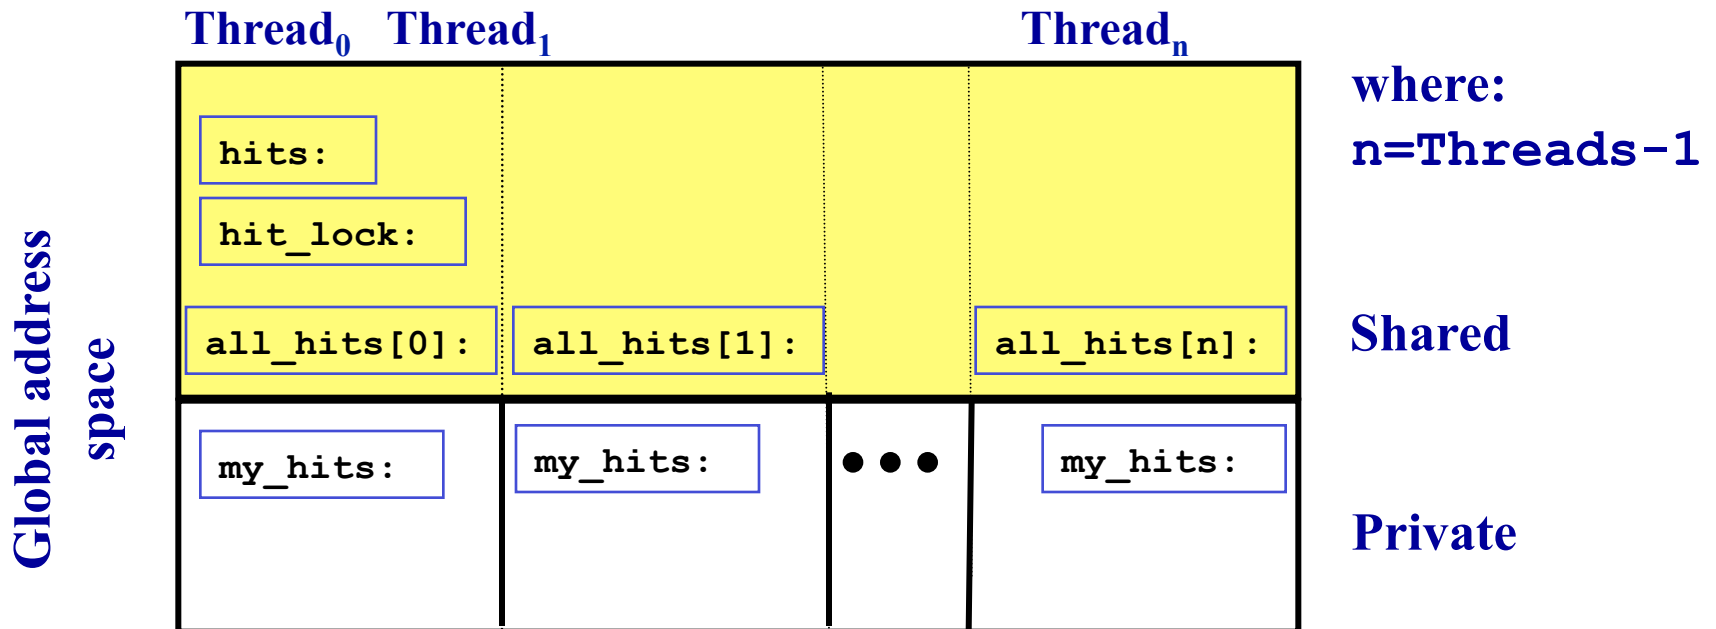 Thread₀ Thread₁ Threadₙ
where:
n=Threads-1
hits:
hit_lock:
all_hits[0]: all_hits[1]: all_hits[n]:
Shared
my_hits: my_hits: ●●● my_hits:
Private
Global address
space